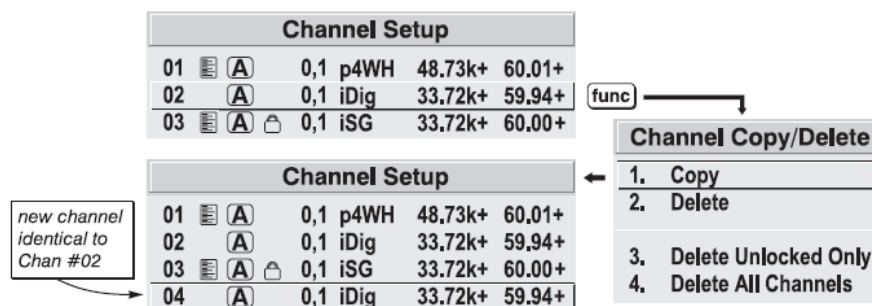 Channel Setup
01 A 0,1 p4WH 48.73k+ 60.01+
02 A 0,1 iDig 33.72k+ 59.94+
03 A 0,1 iSG 33.72k+ 60.00+
func
Channel Copy/Delete
1. Copy
2. Delete
3. Delete Unlocked Only
4. Delete All Channels
Channel Setup
01 A 0,1 p4WH 48.73k+ 60.01+
02 A 0,1 iDig 33.72k+ 59.94+
03 A 0,1 iSG 33.72k+ 60.00+
04 A 0,1 iDig 33.72k+ 59.94+
new channel
identical to
Chan #02